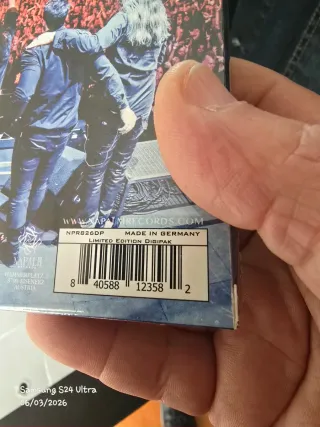 www.napalmrecords.com
NPR826DP MADE IN GERMANY
LIMITED EDITION DIGIPAK
8 40588 12358 2
Samsung S24 Ultra
16/03/2026